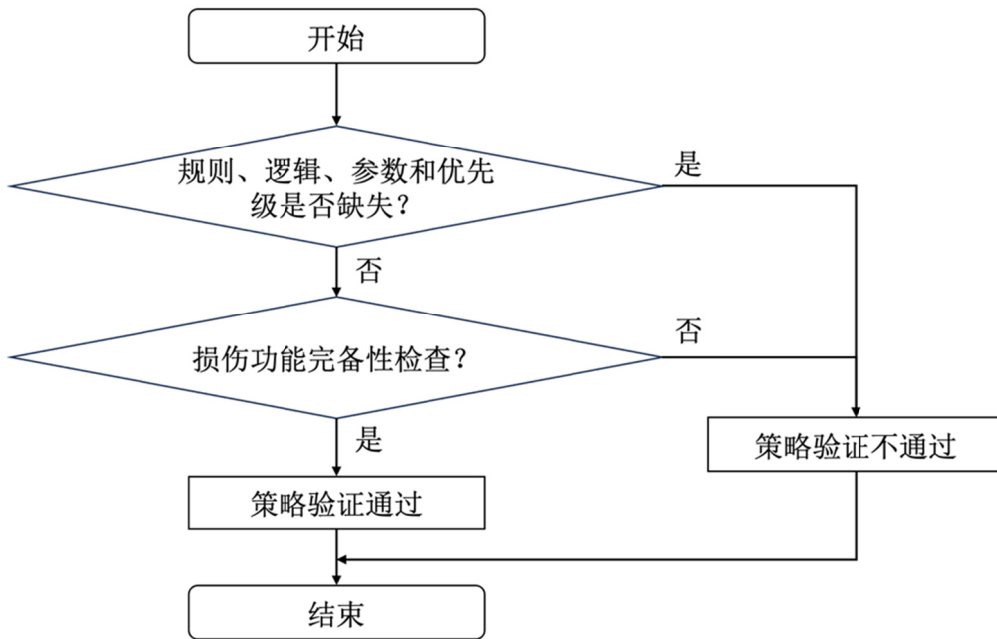 开始
规则、逻辑、参数和优先
级是否缺失？
是
否
损伤功能完备性检查？
否
是
策略验证不通过
策略验证通过
结束